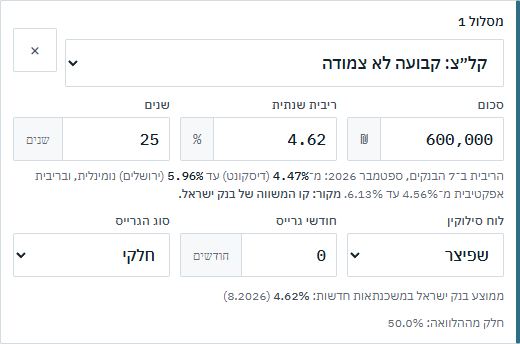 מסלול 1
קל״צ: קבועה לא צמודה
×
סכום
ריבית שנתית
שנים
600,000 ₪
4.62 %
25 שנים
הריבית ב־7 הבנקים, ספטמבר 2026: מ־4.47% (דיסקונט) עד 5.96% (ירושלים) נומינלית, ובריבית
אפקטיבית מ־4.56% עד 6.13%. מקור: קו המשווה של בנק ישראל.
לוח סילוקין
חודשי גרייס
סוג הגרייס
שפיצר
0 חודשים
חלקי
ממוצע בנק ישראל במשכנתאות חדשות: 4.62% (8.2026)
חלק מההלוואה: 50.0%